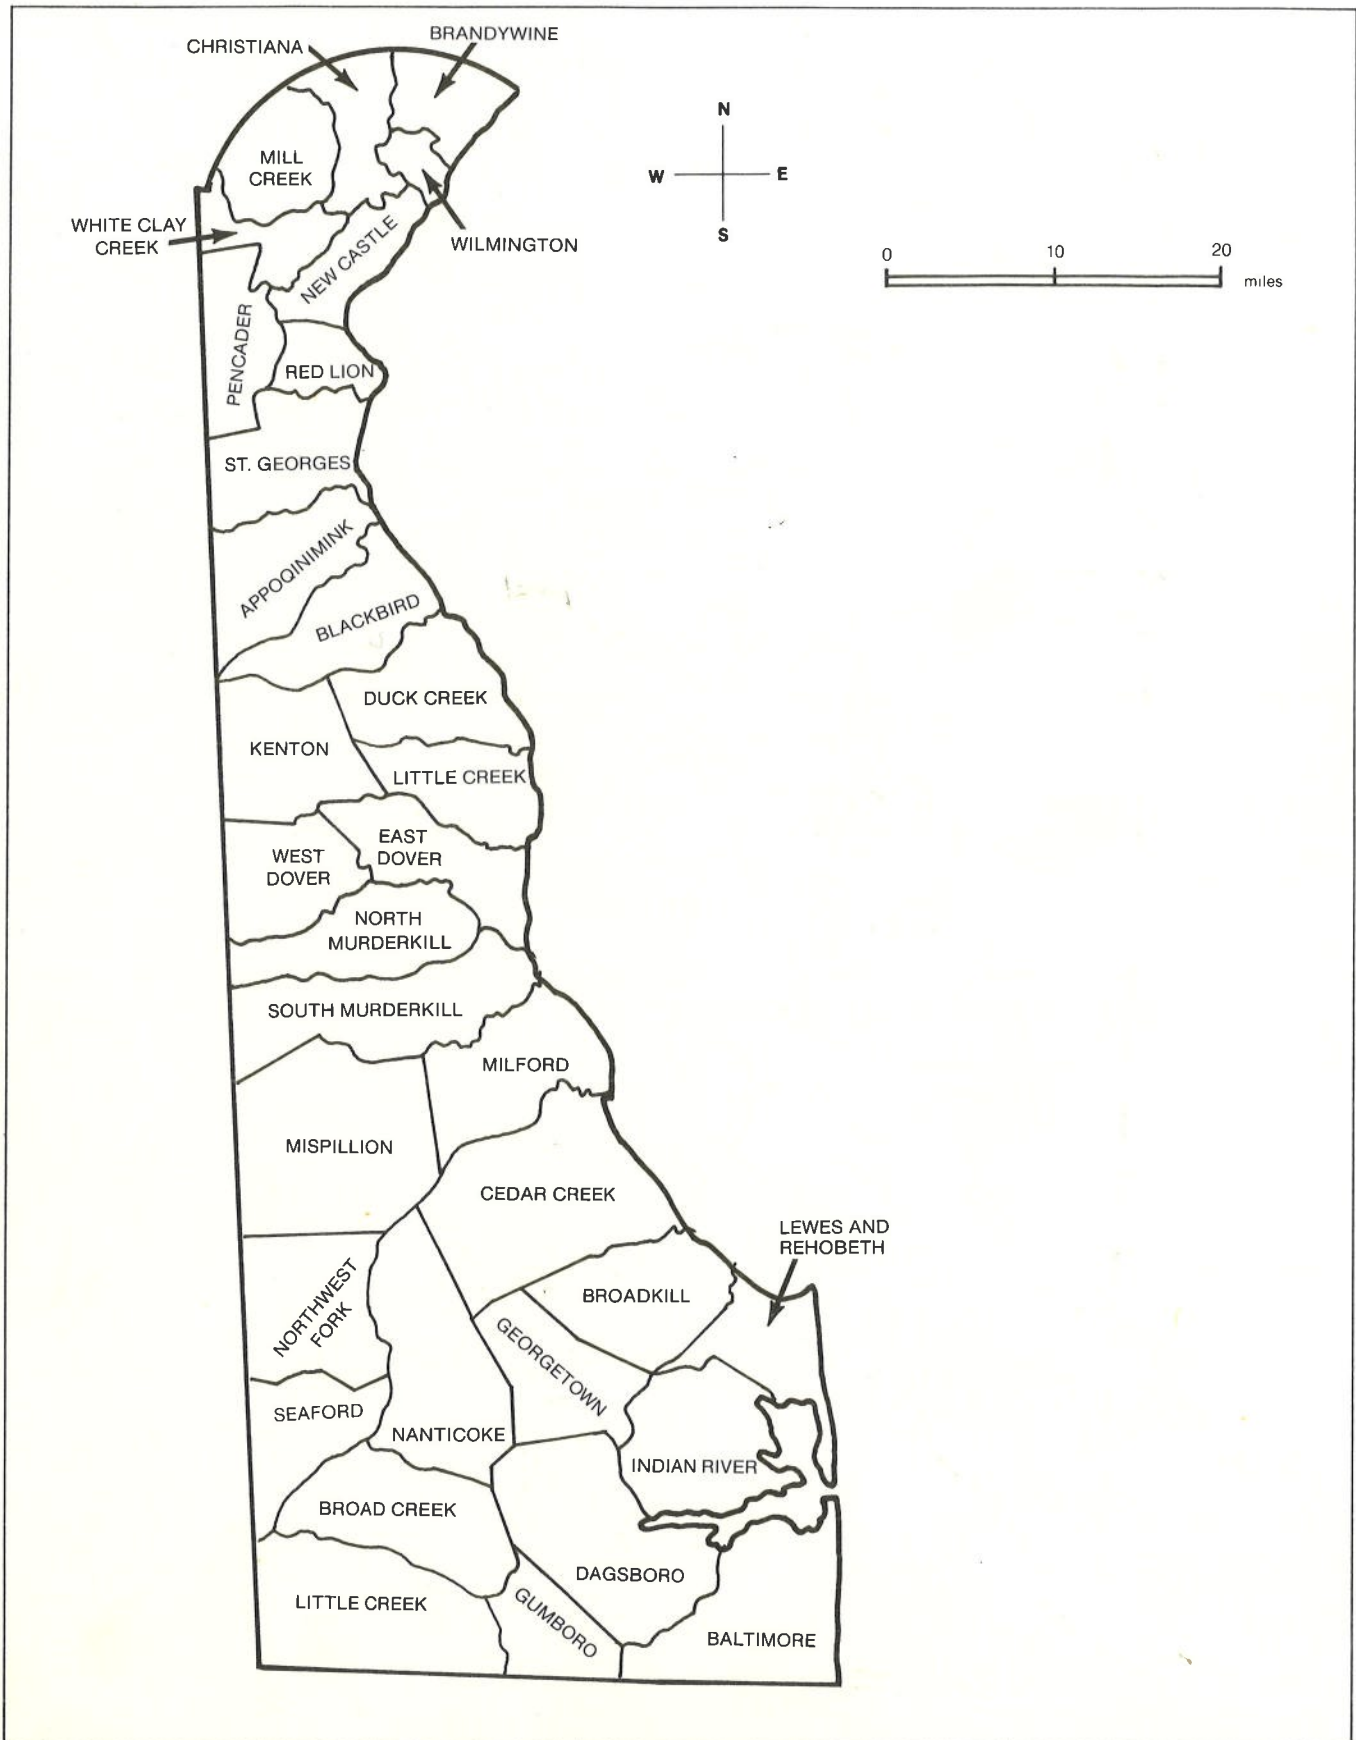 BRANDYWINE
CHRISTIANA
N
W
E
S
MILL
CREEK
WHITE CLAY
CREEK
WILMINGTON
NEW CASTLE
0 10 20
miles
PENCADER
RED LION
ST. GEORGES
APPOQINIMINK
BLACKBIRD
DUCK CREEK
KENTON
LITTLE CREEK
EAST
DOVER
WEST
DOVER
NORTH
MURDERKILL
SOUTH MURDERKILL
MILFORD
MISPILLION
CEDAR CREEK
LEWES AND
REHOBETH
BROADKILL
NORTHWEST
FORK
GEORGETOWN
SEAFORD
NANTICOKE
INDIAN RIVER
BROAD CREEK
DAGSBORO
LITTLE CREEK
GUMBORO
BALTIMORE